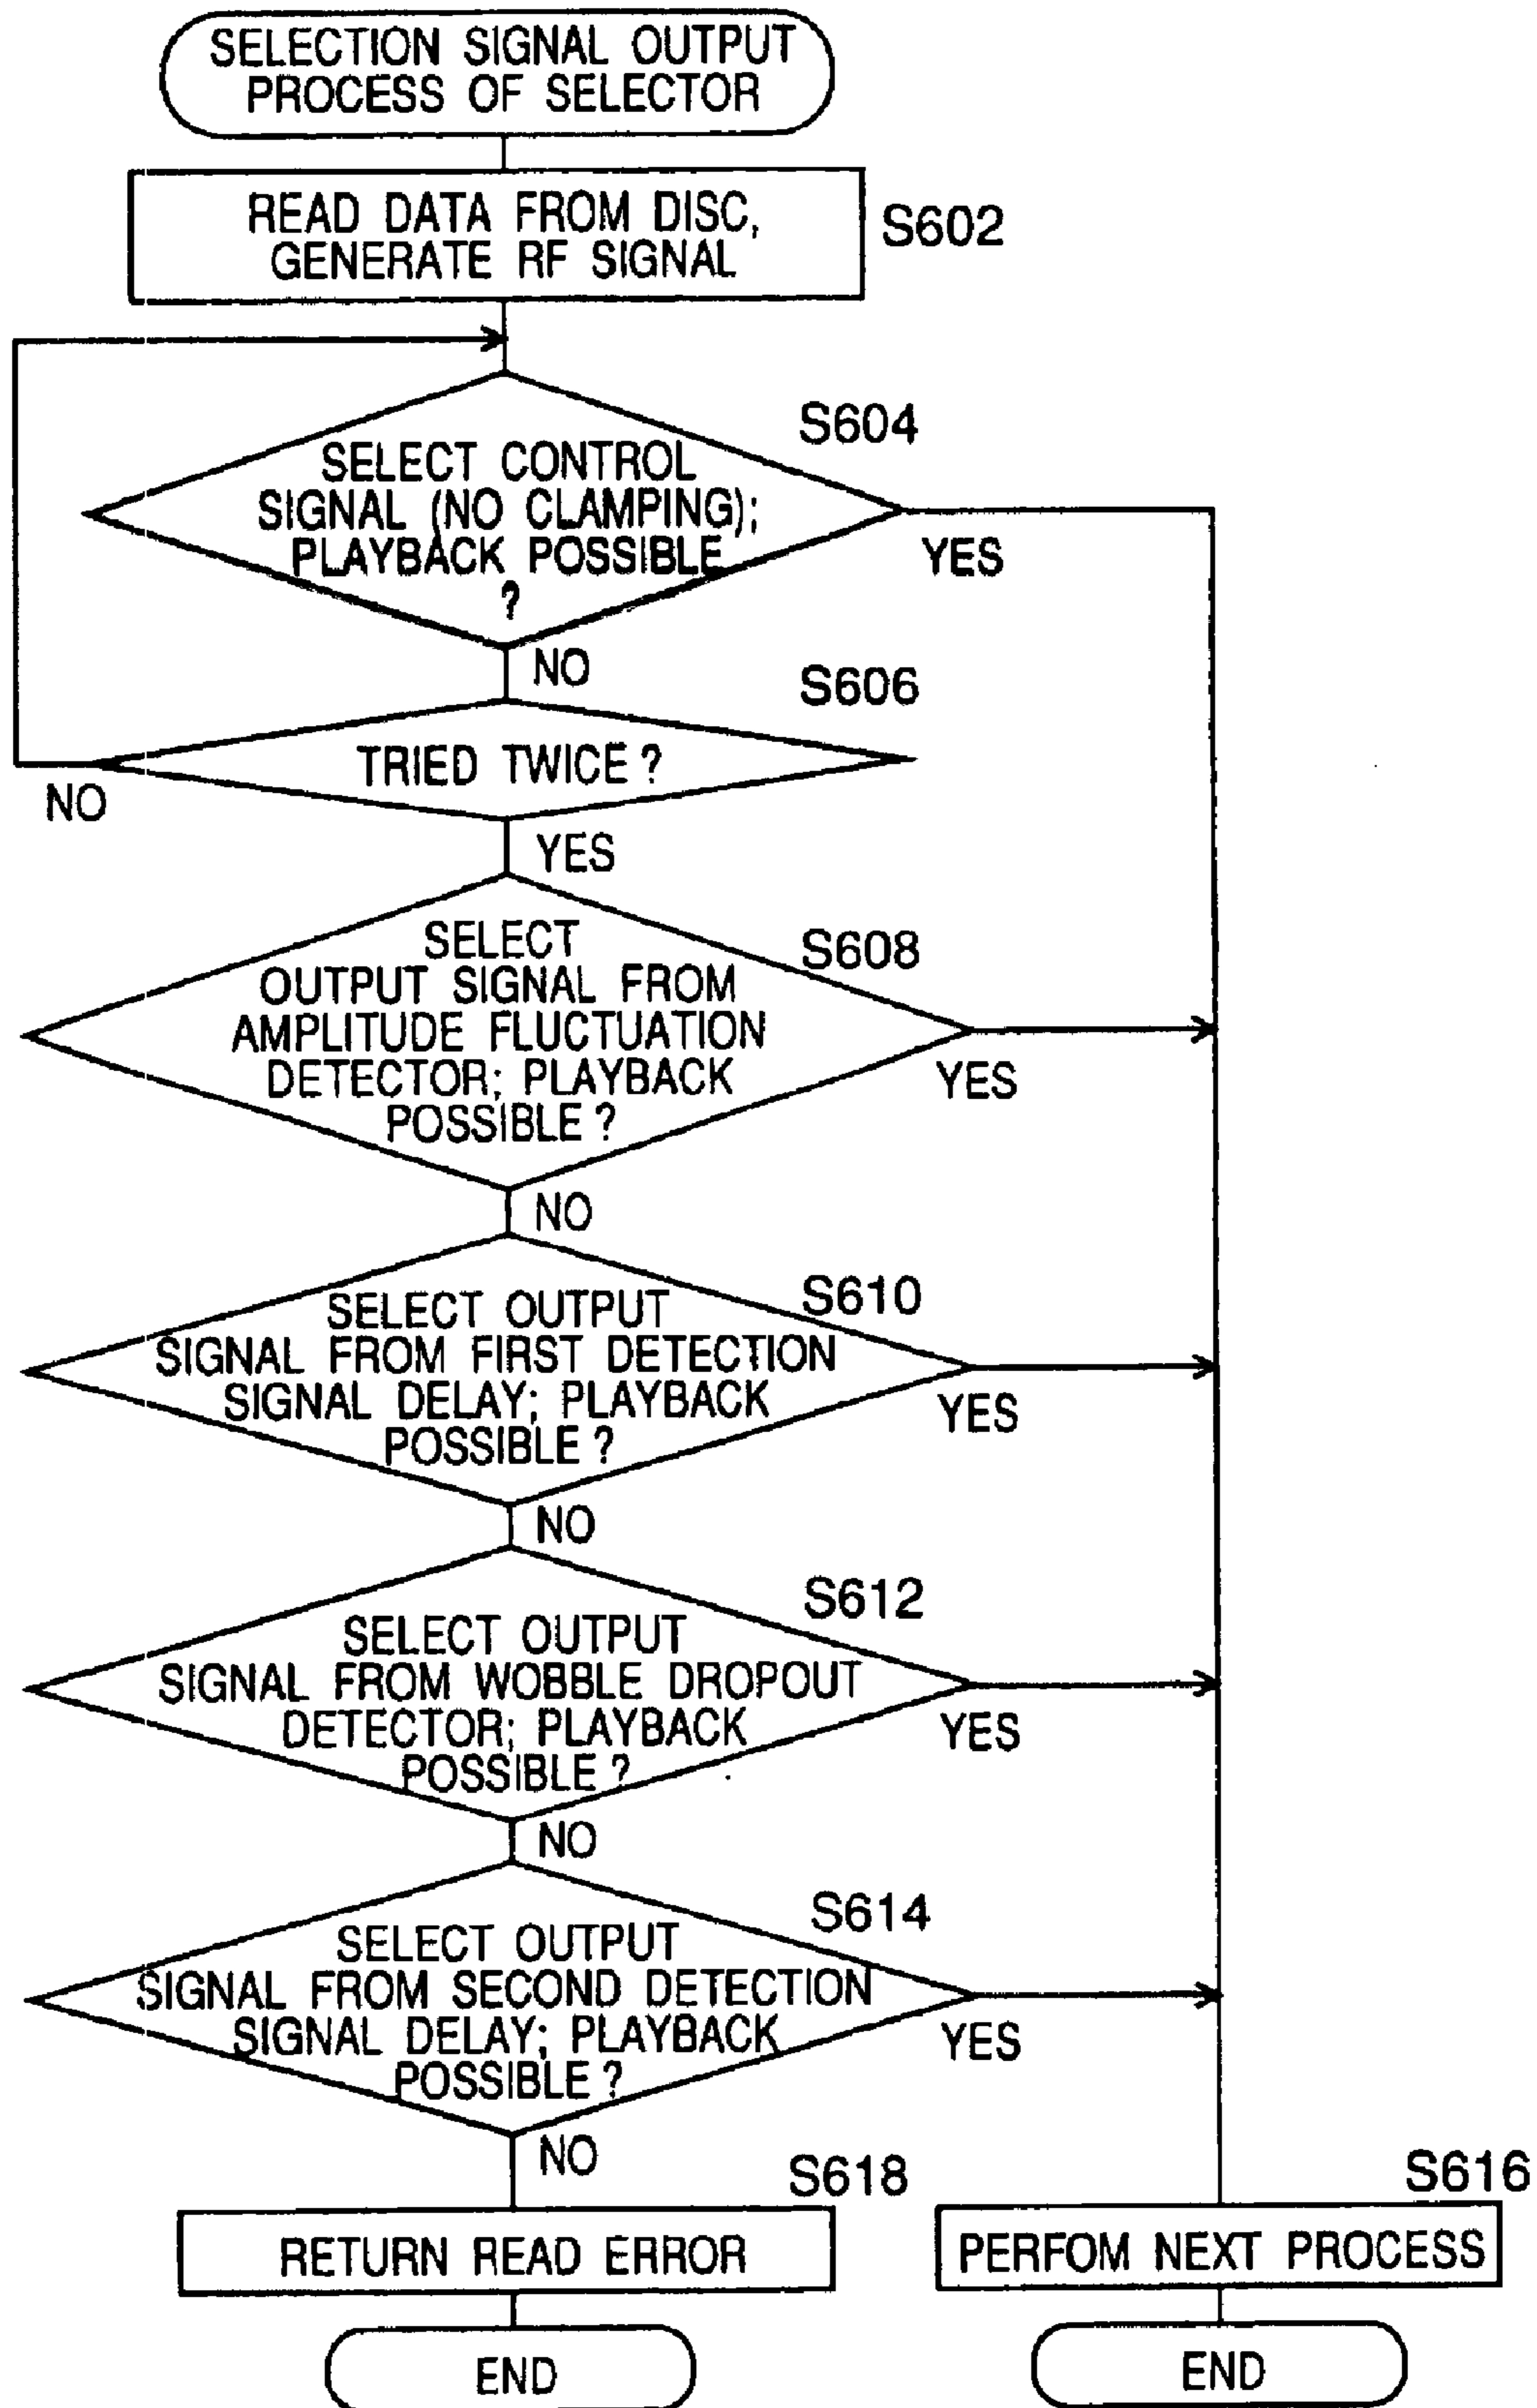 SELECTION SIGNAL OUTPUT
PROCESS OF SELECTOR
READ DATA FROM DISC,
GENERATE RF SIGNAL
S602
S604
SELECT CONTROL
SIGNAL (NO CLAMPING);
PLAYBACK POSSIBLE
?
YES
NO
S606
TRIED TWICE ?
NO
YES
S608
SELECT
OUTPUT SIGNAL FROM
AMPLITUDE FLUCTUATION
DETECTOR; PLAYBACK
POSSIBLE ?
YES
NO
S610
SELECT OUTPUT
SIGNAL FROM FIRST DETECTION
SIGNAL DELAY; PLAYBACK
POSSIBLE ?
YES
NO
S612
SELECT OUTPUT
SIGNAL FROM WOBBLE DROPOUT
DETECTOR; PLAYBACK
POSSIBLE ?
YES
NO
S614
SELECT OUTPUT
SIGNAL FROM SECOND DETECTION
SIGNAL DELAY; PLAYBACK
POSSIBLE ?
YES
NO
S618
S616
RETURN READ ERROR
PERFOM NEXT PROCESS
END
END